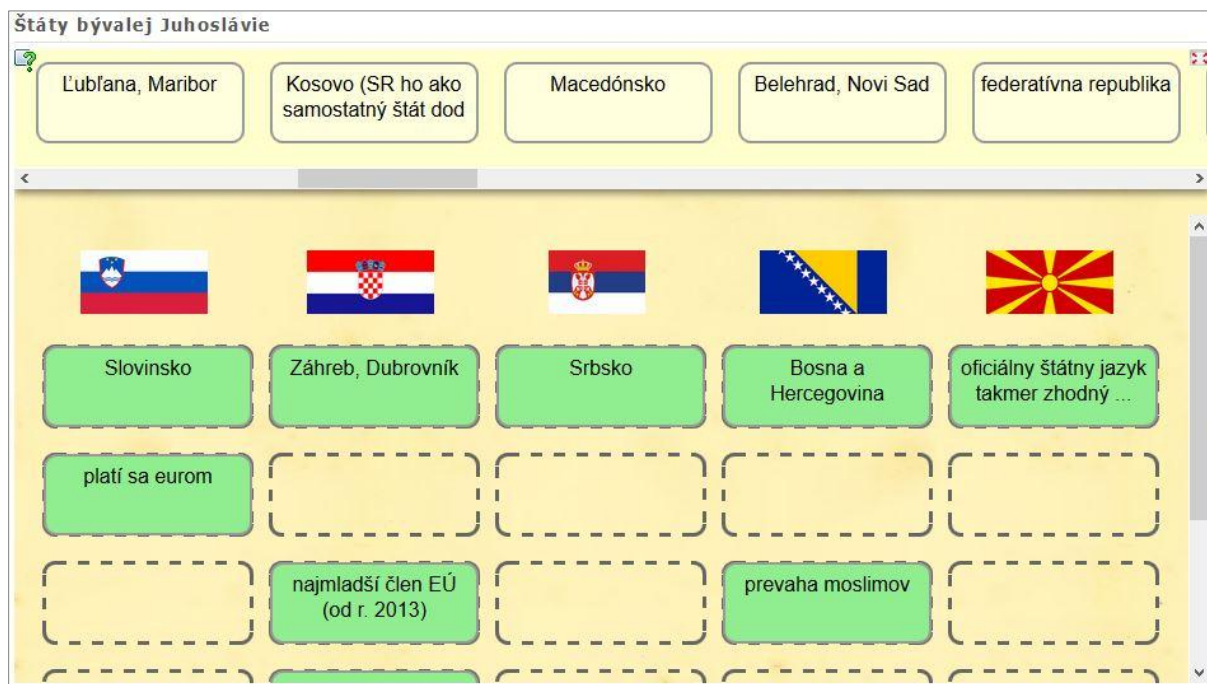 Štáty bývalej Juhoslávie
Ľubľana, Maribor
Kosovo (SR ho ako
samostatný štát dod
Macedónsko
Belehrad, Novi Sad
federatívna republika
Slovinsko
Záhreb, Dubrovník
Srbsko
Bosna a
Hercegovina
oficiálny štátny jazyk
takmer zhodný ...
platí sa eurom
najmladší člen EÚ
(od r. 2013)
prevaha moslimov